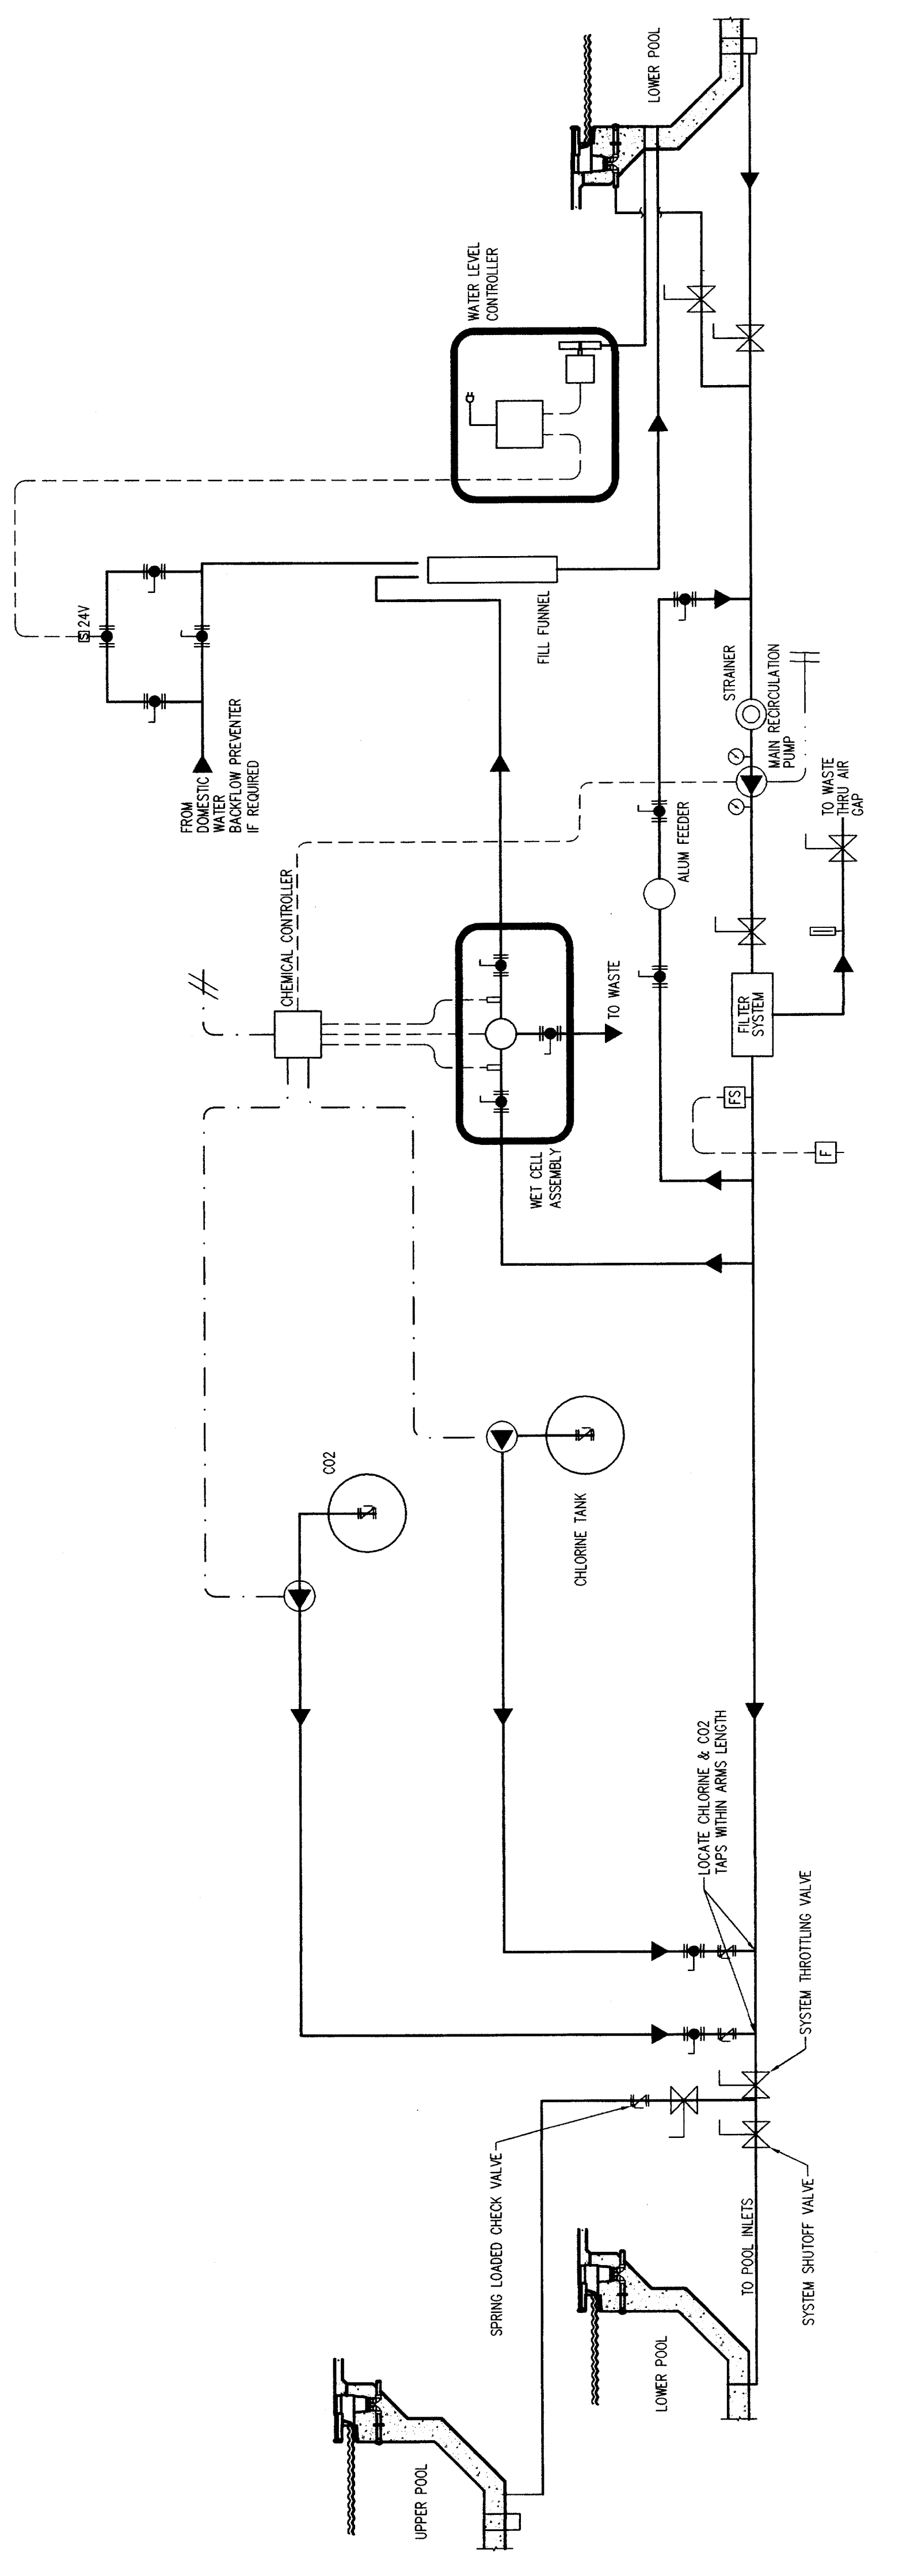 LOWER POOL
WATER LEVEL
CONTROLLER
S
24V
FROM
DOMESTIC
WATER
BACKFLOW PREVENTER
IF REQUIRED
FILL FUNNEL
STRAINER
MAIN RECIRCULATION
PUMP
TO WASTE
THRU AIR
GAP
ALUM FEEDER
CHEMICAL CONTROLLER
TO WASTE
FILTER
SYSTEM
FS
F
WET CELL
ASSEMBLY
CO2
CHLORINE TANK
LOCATE CHLORINE & CO2
TAPS WITHIN ARMS LENGTH
SYSTEM THROTTLING VALVE
SPRING LOADED CHECK VALVE
TO POOL INLETS
SYSTEM SHUTOFF VALVE
LOWER POOL
UPPER POOL